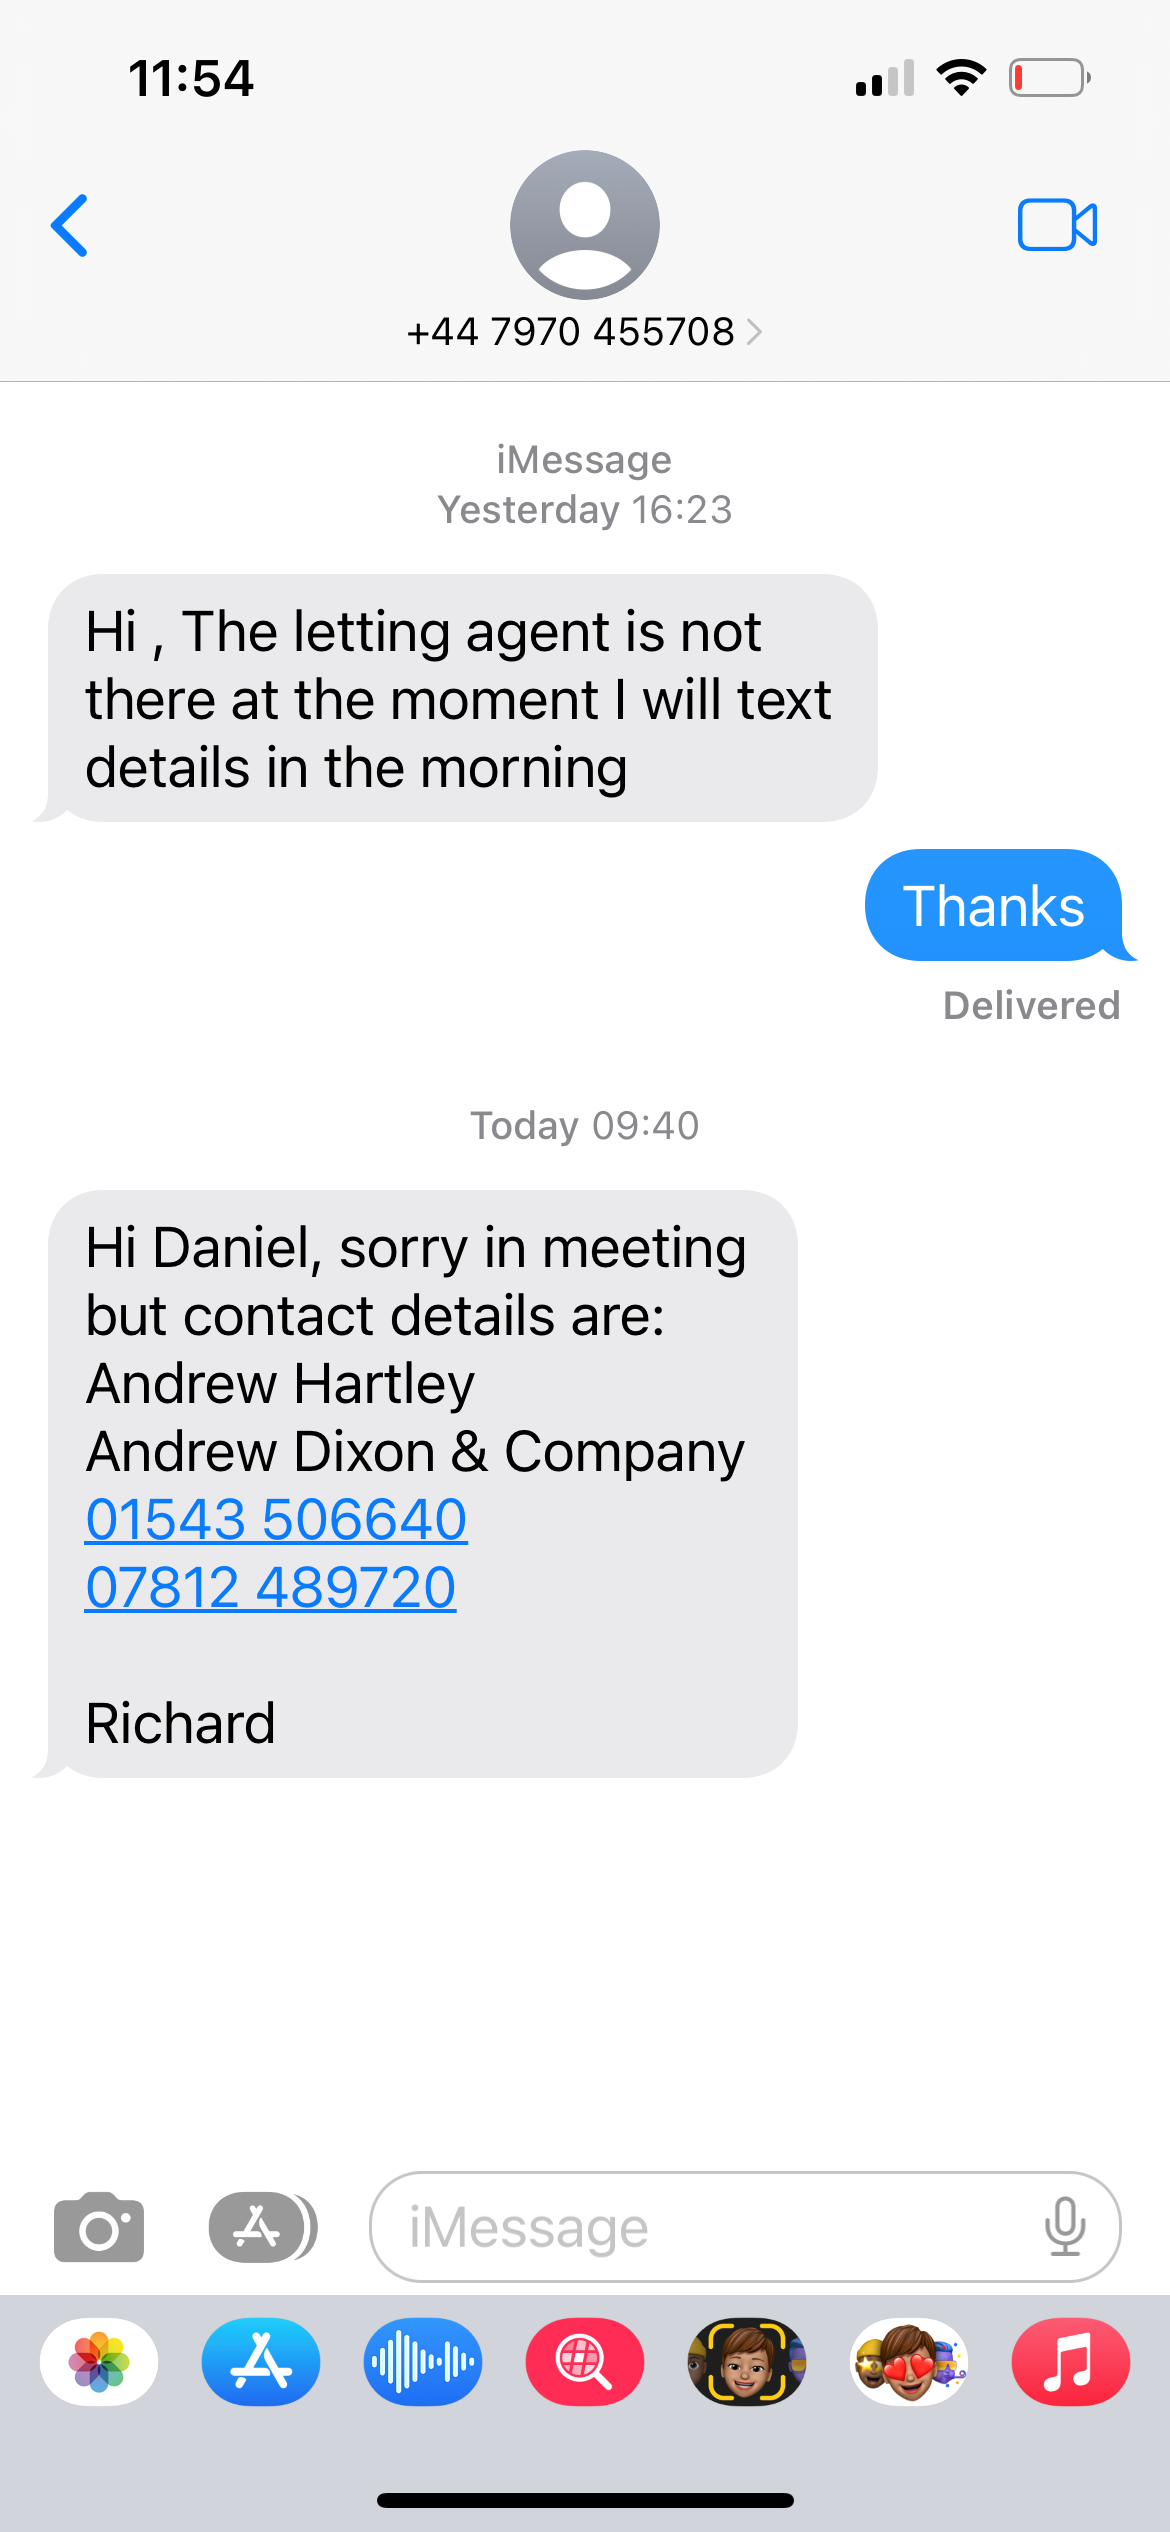 11:54
+44 7970 455708
iMessage
Yesterday 16:23
Hi , The letting agent is not
there at the moment I will text
details in the morning
Thanks
Delivered
Today 09:40
Hi Daniel, sorry in meeting
but contact details are:
Andrew Hartley
Andrew Dixon & Company
01543 506640
07812 489720
Richard
iMessage